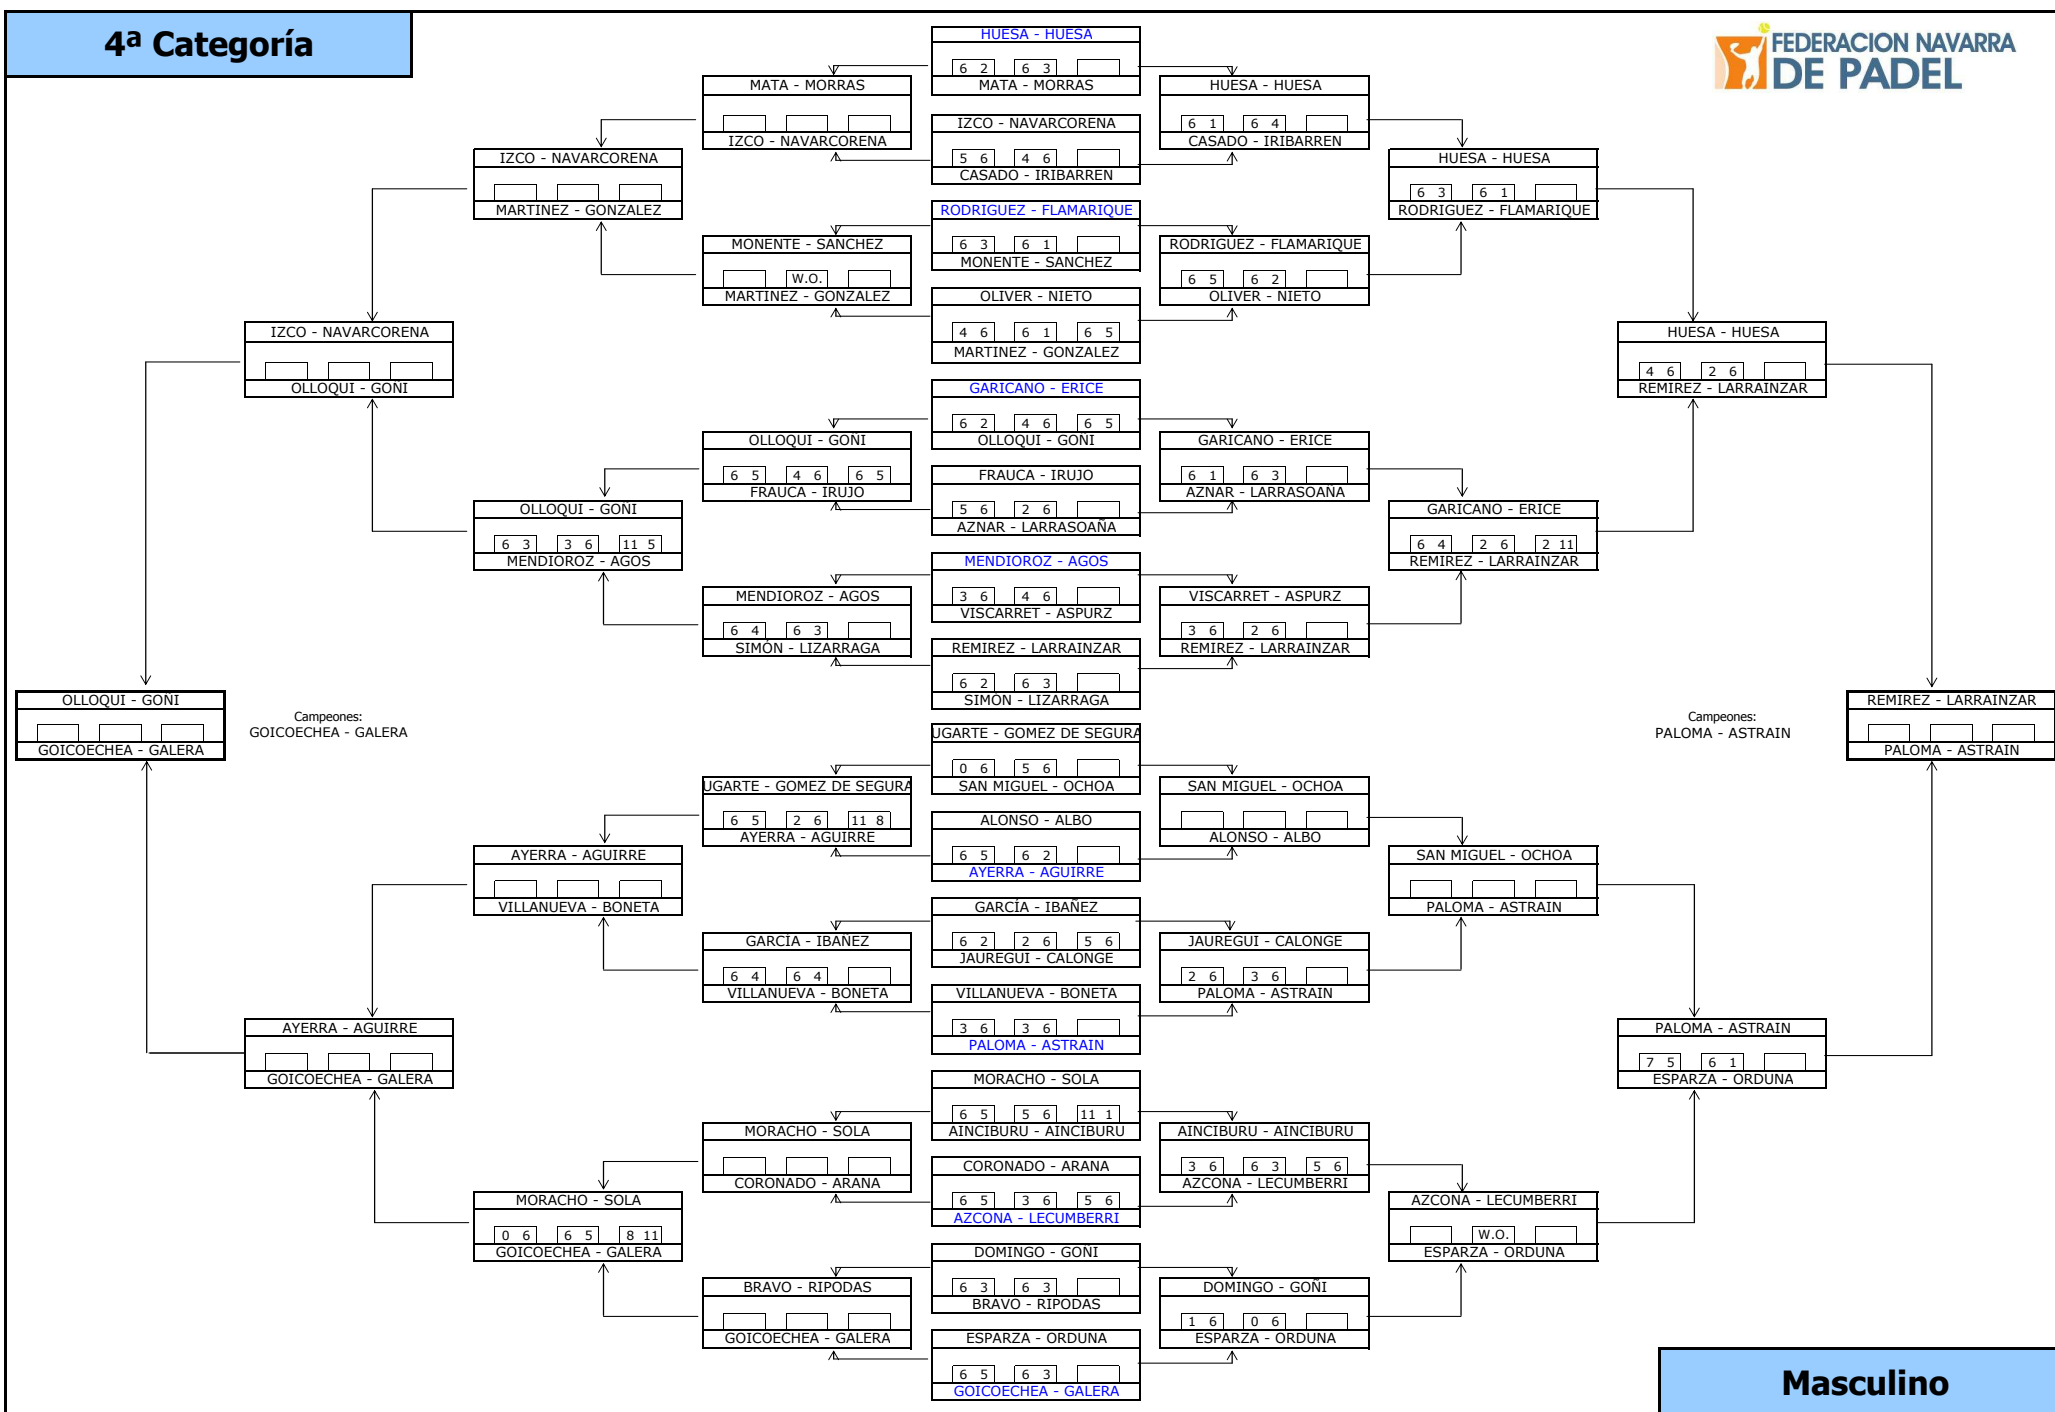 4ª Categoría
FEDERACION NAVARRA
DE PADEL
HUESA - HUESA
6 2 6 3
MATA - MORRAS
IZCO - NAVARCORENA
5 6 4 6
CASADO - IRIBARREN
RODRIGUEZ - FLAMARIQUE
6 3 6 1
MONENTE - SANCHEZ
OLIVER - NIETO
4 6 6 1 6 5
MARTINEZ - GONZALEZ
GARICANO - ERICE
6 2 4 6 6 5
OLLOQUI - GOÑI
FRAUCA - IRUJO
5 6 2 6
AZNAR - LARRASOAÑA
MENDIOROZ - AGOS
3 6 4 6
VISCARRET - ASPURZ
REMIREZ - LARRAINZAR
6 2 6 3
SIMÓN - LIZARRAGA
UGARTE - GOMEZ DE SEGURA
0 6 5 6
SAN MIGUEL - OCHOA
ALONSO - ALBO
6 5 6 2
AYERRA - AGUIRRE
GARCÍA - IBAÑEZ
6 2 2 6 5 6
JAUREGUI - CALONGE
VILLANUEVA - BONETA
3 6 3 6
PALOMA - ASTRAIN
MORACHO - SOLA
6 5 5 6 11 1
AINCIBURU - AINCIBURU
CORONADO - ARANA
6 5 3 6 5 6
AZCONA - LECUMBERRI
DOMINGO - GOÑI
6 3 6 3
BRAVO - RIPODAS
ESPARZA - ORDUNA
6 5 6 3
GOICOECHEA - GALERA
MATA - MORRAS
IZCO - NAVARCORENA
MONENTE - SANCHEZ
W.O.
MARTINEZ - GONZALEZ
OLLOQUI - GOÑI
6 5 4 6 6 5
FRAUCA - IRUJO
MENDIOROZ - AGOS
6 4 6 3
SIMÓN - LIZARRAGA
UGARTE - GOMEZ DE SEGURA
6 5 2 6 11 8
AYERRA - AGUIRRE
GARCÍA - IBAÑEZ
6 4 6 4
VILLANUEVA - BONETA
MORACHO - SOLA
CORONADO - ARANA
BRAVO - RIPODAS
GOICOECHEA - GALERA
IZCO - NAVARCORENA
MARTINEZ - GONZALEZ
OLLOQUI - GOÑI
6 3 3 6 11 5
MENDIOROZ - AGOS
AYERRA - AGUIRRE
VILLANUEVA - BONETA
MORACHO - SOLA
0 6 6 5 8 11
GOICOECHEA - GALERA
IZCO - NAVARCORENA
OLLOQUI - GOÑI
AYERRA - AGUIRRE
GOICOECHEA - GALERA
OLLOQUI - GOÑI
GOICOECHEA - GALERA
Campeones:
GOICOECHEA - GALERA
HUESA - HUESA
6 1 6 4
CASADO - IRIBARREN
RODRIGUEZ - FLAMARIQUE
6 5 6 2
OLIVER - NIETO
GARICANO - ERICE
6 1 6 3
AZNAR - LARRASOAÑA
VISCARRET - ASPURZ
3 6 2 6
REMIREZ - LARRAINZAR
SAN MIGUEL - OCHOA
ALONSO - ALBO
JAUREGUI - CALONGE
2 6 3 6
PALOMA - ASTRAIN
AINCIBURU - AINCIBURU
3 6 6 3 5 6
AZCONA - LECUMBERRI
DOMINGO - GOÑI
1 6 0 6
ESPARZA - ORDUNA
HUESA - HUESA
6 3 6 1
RODRIGUEZ - FLAMARIQUE
GARICANO - ERICE
6 4 2 6 2 11
REMIREZ - LARRAINZAR
SAN MIGUEL - OCHOA
PALOMA - ASTRAIN
AZCONA - LECUMBERRI
W.O.
ESPARZA - ORDUNA
HUESA - HUESA
4 6 2 6
REMIREZ - LARRAINZAR
PALOMA - ASTRAIN
7 5 6 1
ESPARZA - ORDUNA
Campeones:
PALOMA - ASTRAIN
REMIREZ - LARRAINZAR
PALOMA - ASTRAIN
Masculino